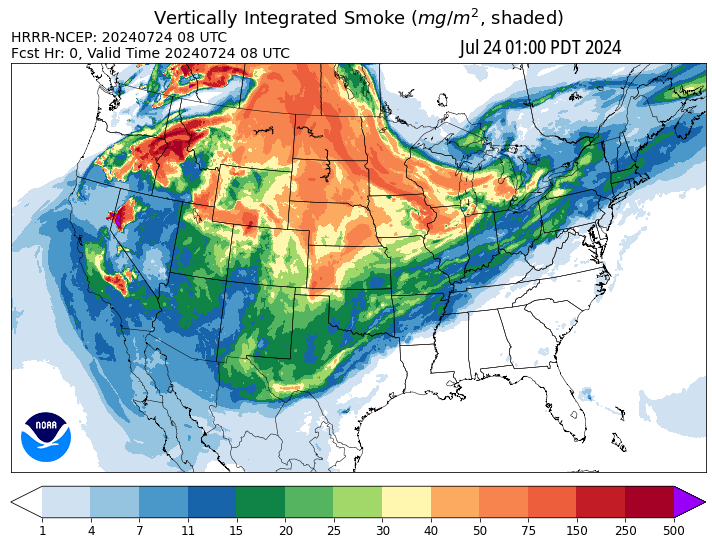 Vertically Integrated Smoke (mg/m², shaded)
HRRR-NCEP: 20240724 08 UTC
Fcst Hr: 0, Valid Time 20240724 08 UTC
Jul 24 01:00 PDT 2024
NOAA
1 4 7 11 15 20 25 30 40 50 75 150 250 500